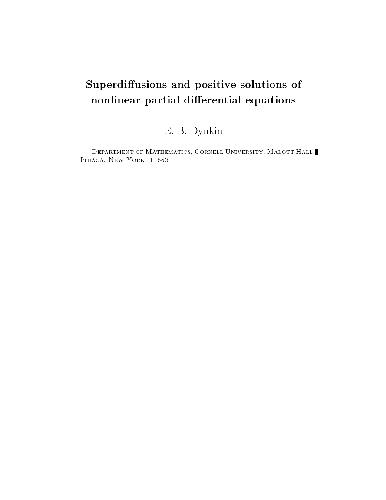 Superdiffusions and positive solutions of
nonlinear partial differential equations
E. B. Dynkin
Department of Mathematics, Cornell University, Malott Hall,
Ithaca, New York,